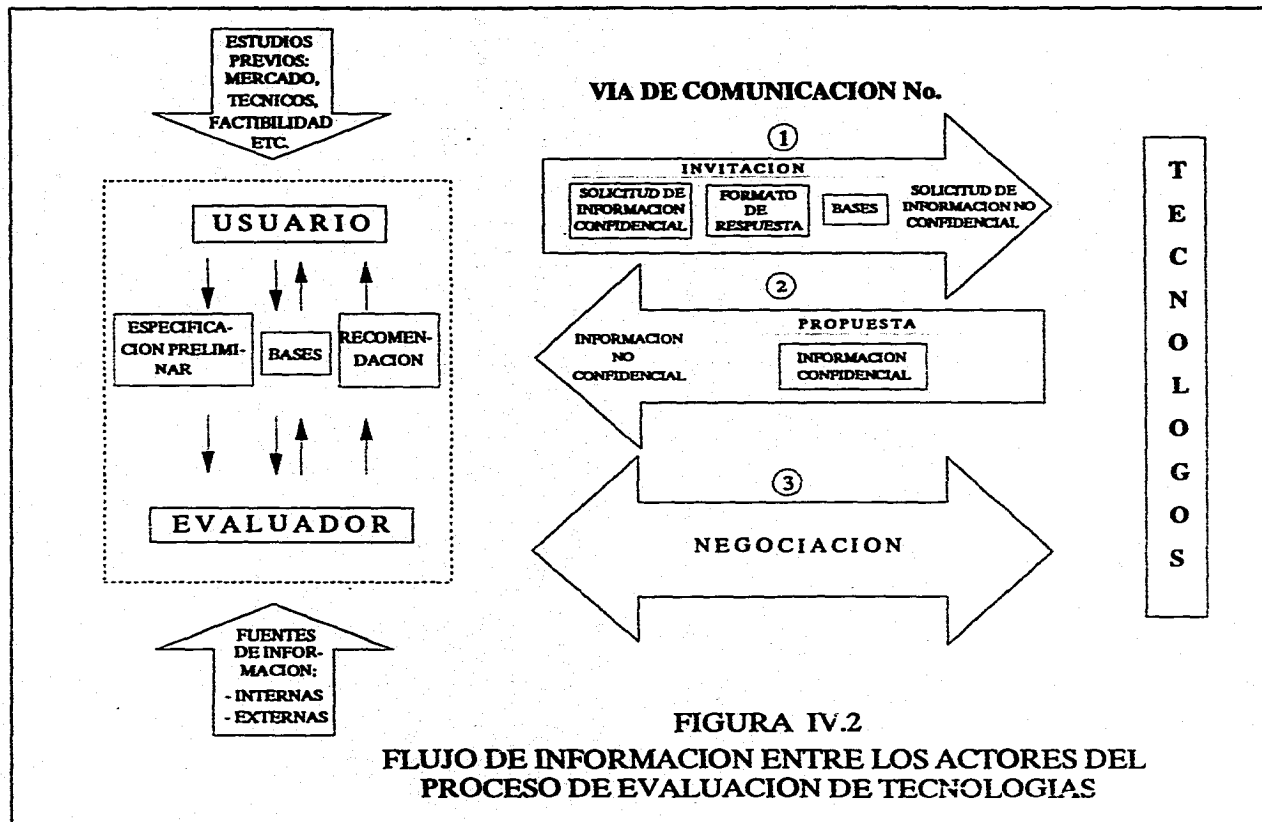 ESTUDIOS
PREVIOS:
MERCADO,
TECNICOS,
FACTIBILIDAD
ETC.
USUARIO
ESPECIFICA-
CION PRELIMI-
NAR
BASES
RECOMEN-
DACION
EVALUADOR
FUENTES
DE INFOR-
MACION:
- INTERNAS
- EXTERNAS
VIA DE COMUNICACION No.
1
INVITACION
SOLICITUD DE
INFORMACION
CONFIDENCIAL
FORMATO
DE
RESPUESTA
BASES
SOLICITUD DE
INFORMACION NO
CONFIDENCIAL
2
PROPUESTA
INFORMACION
NO
CONFIDENCIAL
INFORMACION
CONFIDENCIAL
3
NEGOCIACION
TECNOLOGOS
FIGURA IV.2
FLUJO DE INFORMACION ENTRE LOS ACTORES DEL
PROCESO DE EVALUACION DE TECNOLOGIAS